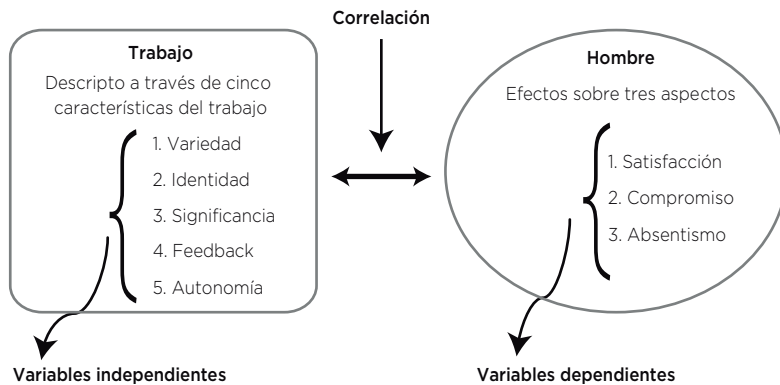 Correlación
Trabajo
Descripto a través de cinco
características del trabajo
1. Variedad
2. Identidad
3. Significancia
4. Feedback
5. Autonomía
Variables independientes
Hombre
Efectos sobre tres aspectos
1. Satisfacción
2. Compromiso
3. Absentismo
Variables dependientes